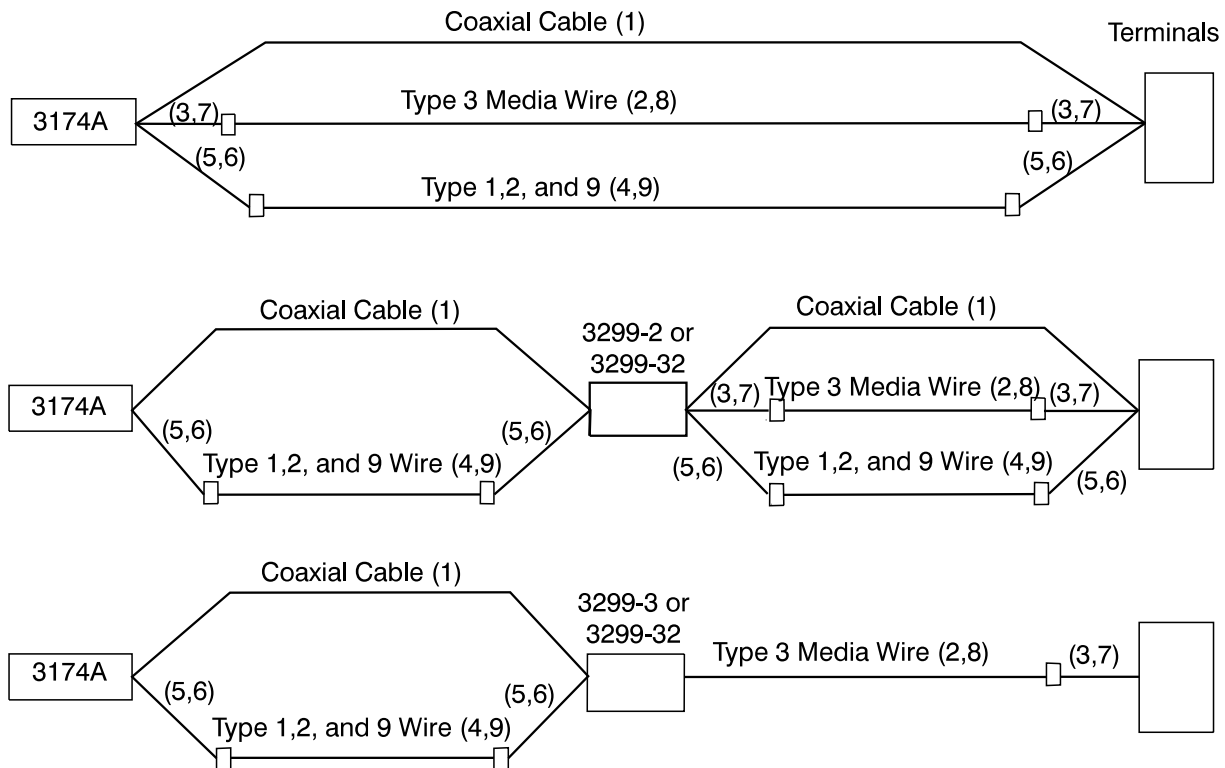 Coaxial Cable (1)
Terminals
3174A
(3,7)
Type 3 Media Wire (2,8)
(3,7)
(5,6)
Type 1,2, and 9 (4,9)
(5,6)
Coaxial Cable (1)
3299-2 or
3299-32
Coaxial Cable (1)
3174A
(3,7)
Type 3 Media Wire (2,8)
(3,7)
(5,6)
Type 1,2, and 9 Wire (4,9)
(5,6)
(5,6)
Type 1,2, and 9 Wire (4,9)
(5,6)
Coaxial Cable (1)
3299-3 or
3299-32
3174A
Type 3 Media Wire (2,8)
(3,7)
(5,6)
Type 1,2, and 9 Wire (4,9)
(5,6)